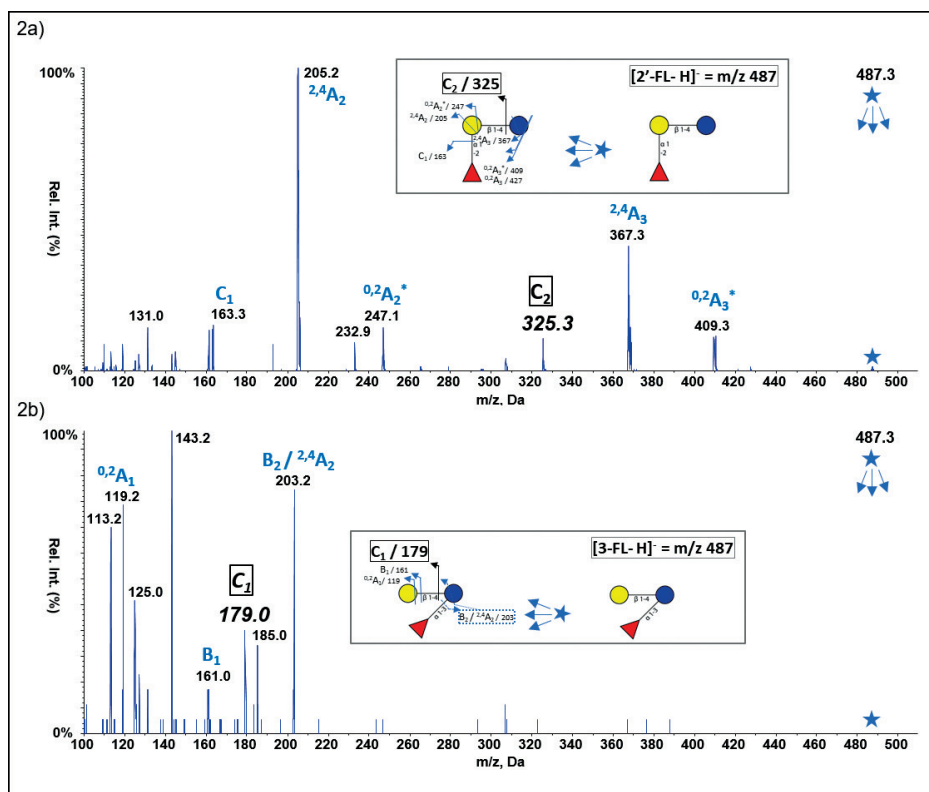 2a)
100%
205.2
2,4A2
C2 / 325
[2'-FL- H]- = m/z 487
487.3
0,2A2* / 247
2,4A2 / 205
β 1-4
2,4A3 / 367
α 1
-2
C1 / 163
0,2A3* / 409
0,2A3 / 427
β 1-4
α 1
-2
Rel. Int. (%)
2,4A3
367.3
C1
163.3
131.0
0,2A2*
247.1
232.9
C2
325.3
0,2A3*
409.3
0%
100 120 140 160 180 200 220 240 260 280 300 320 340 360 380 400 420 440 460 480 500
m/z, Da
2b)
100%
143.2
487.3
0,2A1
119.2
113.2
B2 / 2,4A2
203.2
125.0
C1
179.0
185.0
B1
161.0
C1 / 179
[3-FL- H]- = m/z 487
B1 / 161
0,2A1 / 119
β 1-4
α 1-3
B2 / 2,4A2 / 203
β 1-4
α 1-3
Rel. Int. (%)
0%
100 120 140 160 180 200 220 240 260 280 300 320 340 360 380 400 420 440 460 480 500
m/z, Da